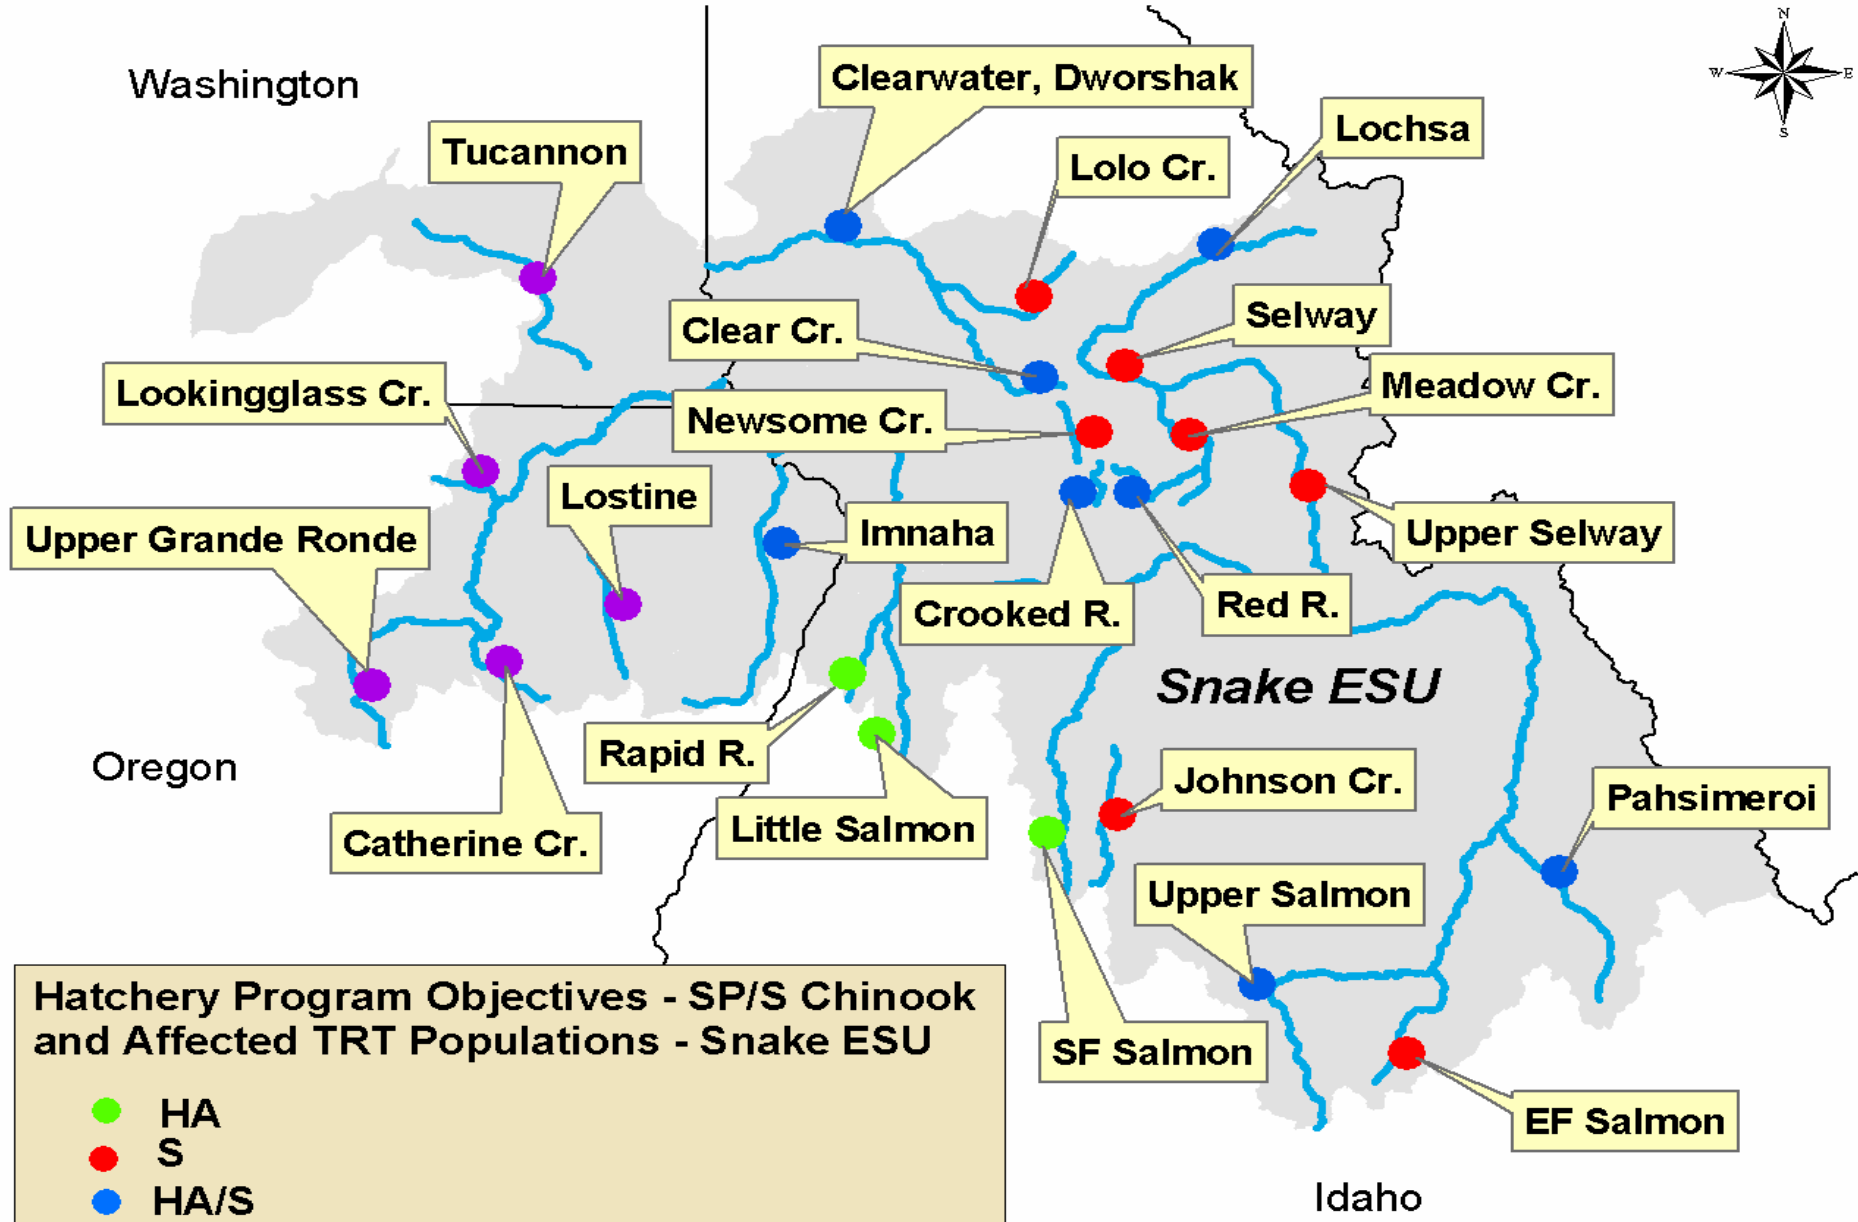 N
W
E
S
Washington
Clearwater, Dworshak
Lochsa
Tucannon
Lolo Cr.
Clear Cr.
Selway
Lookingglass Cr.
Newsome Cr.
Meadow Cr.
Lostine
Upper Grande Ronde
Imnaha
Upper Selway
Crooked R.
Red R.
Snake ESU
Oregon
Rapid R.
Johnson Cr.
Pahsimeroi
Catherine Cr.
Little Salmon
Upper Salmon
SF Salmon
EF Salmon
Idaho
Hatchery Program Objectives - SP/S Chinook
and Affected TRT Populations - Snake ESU
HA
S
HA/S